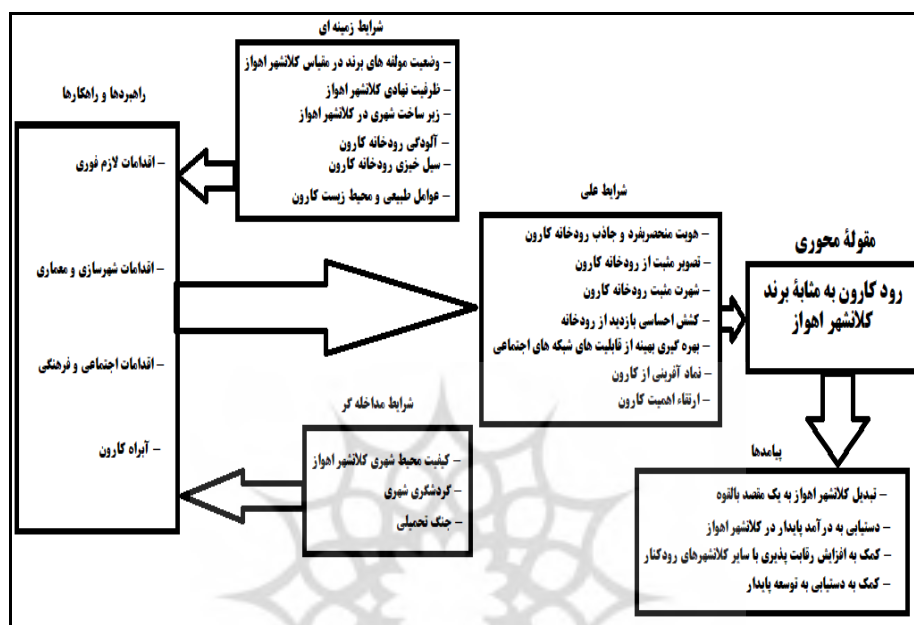 شرایط زمینه ای
– وضعیت مولفه های برند در مقیاس کلانشهر اهواز
– ظرفیت نهادی کلانشهر اهواز
– زیر ساخت شهری در کلانشهر اهواز
– آلودگی رودخانه کارون
– سیل خیزی رودخانه کارون
– عوامل طبیعی و محیط زیست کارون
راهبردها و راهکارها
– اقدامات لازم فوری
– اقدامات شهرسازی و معماری
– اقدامات اجتماعی و فرهنگی
– آبراه کارون
شرایط علی
– هویت منحصربفرد و جاذب رودخانه کارون
– تصویر مثبت از رودخانه کارون
– شهرت مثبت رودخانه کارون
– کشش احساسی بازدید از رودخانه
– بهره گیری بهینه از قابلیت های شبکه های اجتماعی
– نماد آفرینی از کارون
– ارتقاء اهمیت کارون
مقولهٔ محوری
رود کارون به مثابهٔ برند
کلانشهر اهواز
شرایط مداخله گر
– کیفیت محیط شهری کلانشهر اهواز
– گردشگری شهری
– جنگ تحمیلی
پیامدها
– تبدیل کلانشهر اهواز به یک مقصد بالقوه
– دستیابی به درآمد پایدار در کلانشهر اهواز
– کمک به افزایش رقابت پذیری با سایر کلانشهرهای رودکنار
– کمک به دستیابی به توسعه پایدار